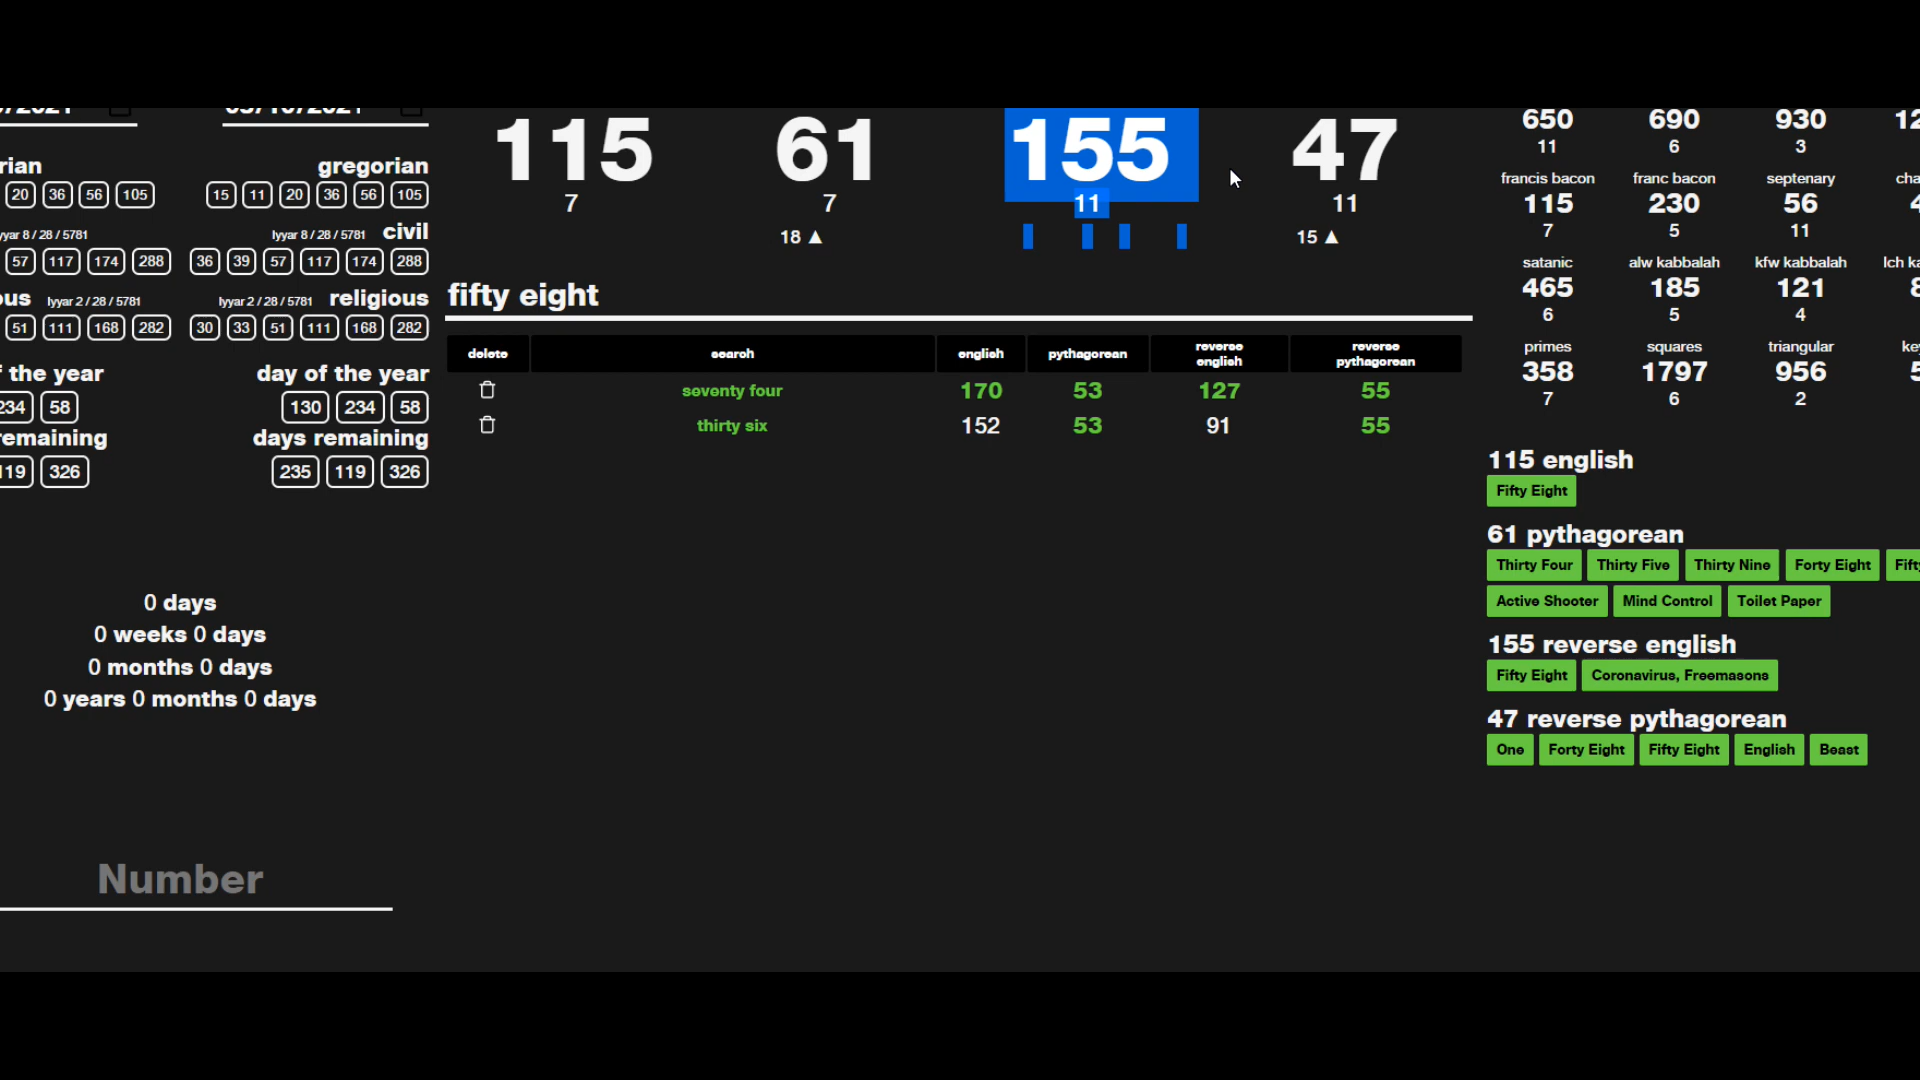 115 61 155 47
7 7 11 11
18 ▲ 15 ▲
rian gregorian
20 36 56 105 15 11 20 36 56 105
yar 8 / 28 / 5781 Iyyar 8 / 28 / 5781 civil
57 117 174 288 36 39 57 117 174 288
ous Iyyar 2 / 28 / 5781 Iyyar 2 / 28 / 5781 religious
51 111 168 282 30 33 51 111 168 282
f the year day of the year
234 58 130 234 58
remaining days remaining
119 326 235 119 326
0 days
0 weeks 0 days
0 months 0 days
0 years 0 months 0 days
Number
fifty eight
delete search english pythagorean reverse english reverse pythagorean
seventy four 170 53 127 55
thirty six 152 53 91 55
650 690 930
11 6 3
francis bacon franc bacon septenary
115 230 56
7 5 11
satanic alw kabbalah kfw kabbalah
465 185 121
6 5 4
primes squares triangular
358 1797 956
7 6 2
115 english
Fifty Eight
61 pythagorean
Thirty Four Thirty Five Thirty Nine Forty Eight Fifty
Active Shooter Mind Control Toilet Paper
155 reverse english
Fifty Eight Coronavirus, Freemasons
47 reverse pythagorean
One Forty Eight Fifty Eight English Beast